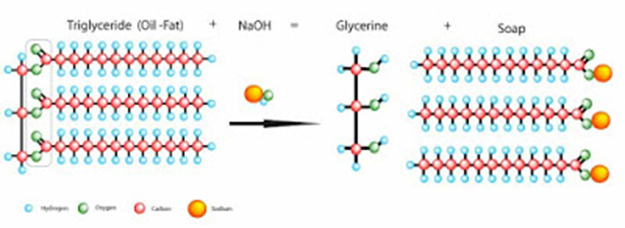 Triglyceride (Oil-Fat) + NaOH = Glycerine + Soap
Hydrogen Oxygen Carbon Sodium